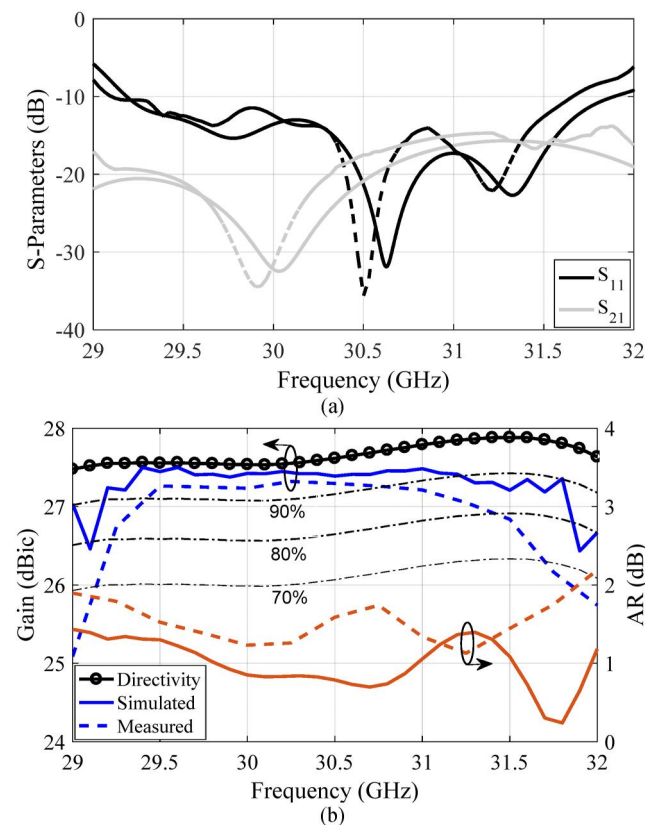 0
-10
-20
-30
-40
S-Parameters (dB)
S11
S21
29 29.5 30 30.5 31 31.5 32
Frequency (GHz)
(a)
28
27
26
25
24
Gain (dBic)
90%
80%
70%
Directivity
Simulated
Measured
4
3
2
1
0
AR (dB)
29 29.5 30 30.5 31 31.5 32
Frequency (GHz)
(b)